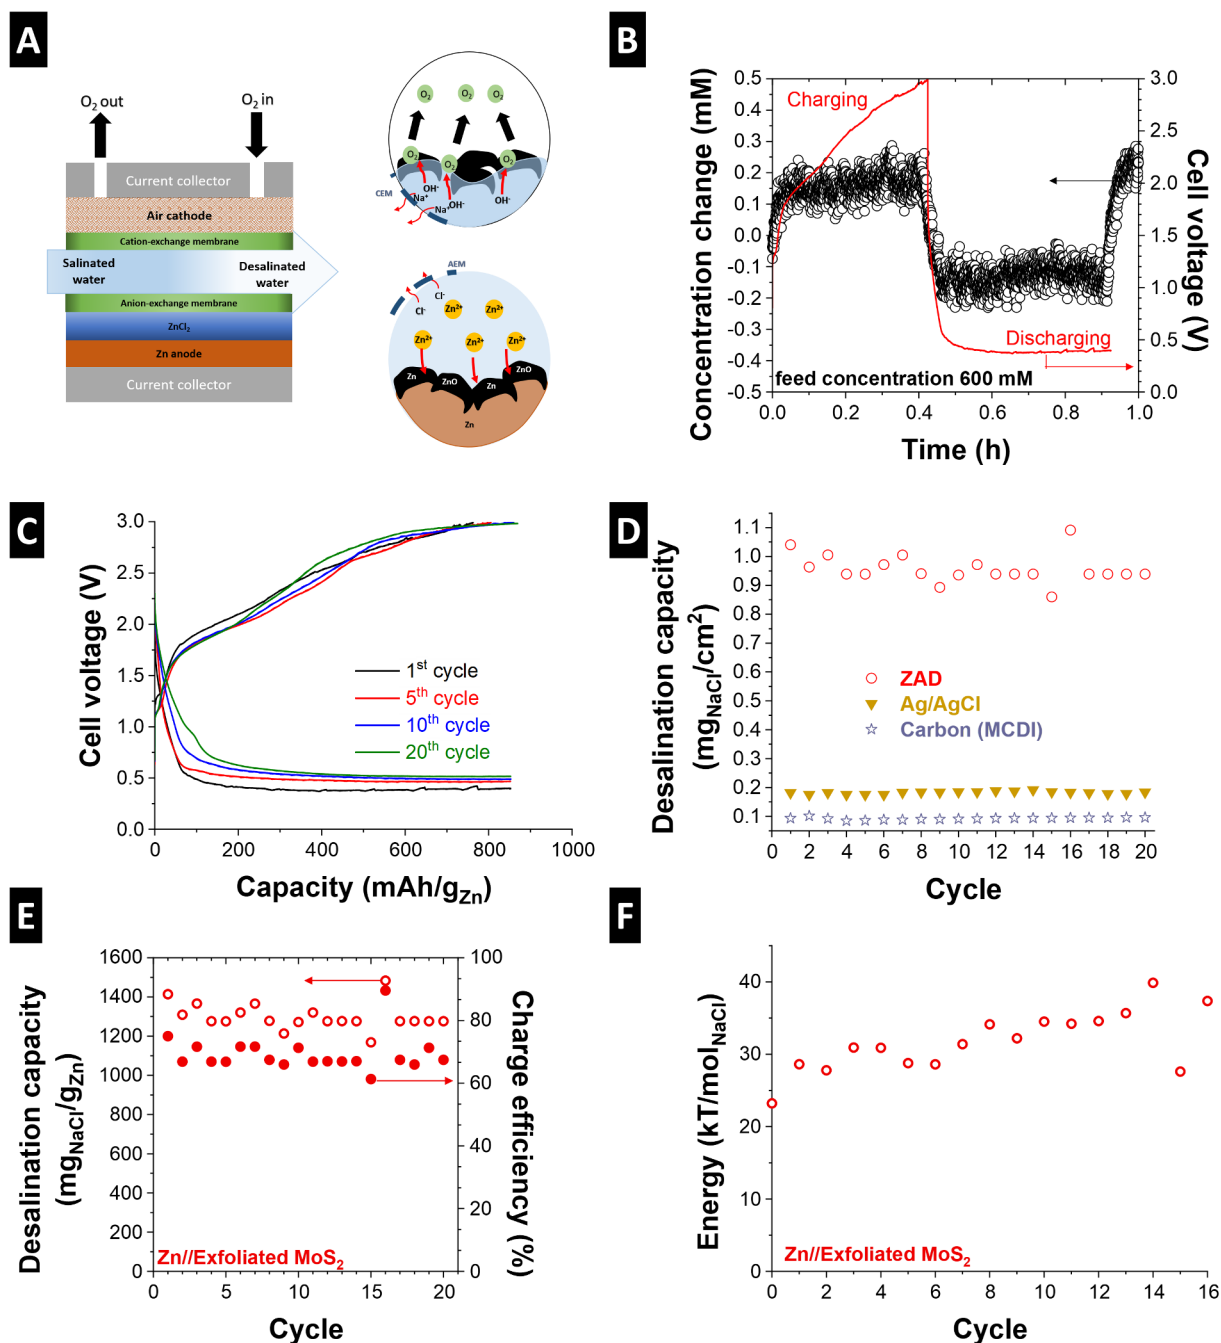 A
O₂ out
O₂ in
Current collector
Air cathode
Cation-exchange membrane
Salinated
water
Desalinated
water
Anion-exchange membrane
ZnCl₂
Zn anode
Current collector
O₂
O₂
O₂
O₂
O₂
O₂
CEM
OH⁻
Na⁺
Na⁺
OH⁻
OH⁻
AEM
Cl⁻
Cl⁻
Zn²⁺
Zn²⁺
Zn²⁺
Zn²⁺
Zn²⁺
Zn
ZnO
Zn
ZnO
Zn
B
Concentration change (mM)
0.5
0.4
0.3
0.2
0.1
0.0
-0.1
-0.2
-0.3
-0.4
-0.5
Charging
Discharging
feed concentration 600 mM
3.0
2.5
2.0
1.5
1.0
0.5
0.0
Cell voltage
(V)
0.0 0.2 0.4 0.6 0.8 1.0
Time (h)
C
Cell voltage (V)
3.0
2.5
2.0
1.5
1.0
0.5
0.0
1st cycle
5th cycle
10th cycle
20th cycle
0 200 400 600 800 1000
Capacity (mAh/gZn)
D
Desalination capacity
(mgNaCl/cm²)
1.1
1.0
0.9
0.8
0.7
0.6
0.5
0.4
0.3
0.2
0.1
ZAD
Ag/AgCl
Carbon (MCDI)
0 2 4 6 8 10 12 14 16 18 20
Cycle
E
Desalination capacity
(mgNaCl/gZn)
1600
1400
1200
1000
800
600
400
200
0
Zn//Exfoliated MoS₂
100
80
60
40
20
0
Charge efficiency (%)
0 5 10 15 20
Cycle
F
Energy (kT/molNaCl)
40
30
20
10
0
Zn//Exfoliated MoS₂
0 2 4 6 8 10 12 14 16
Cycle